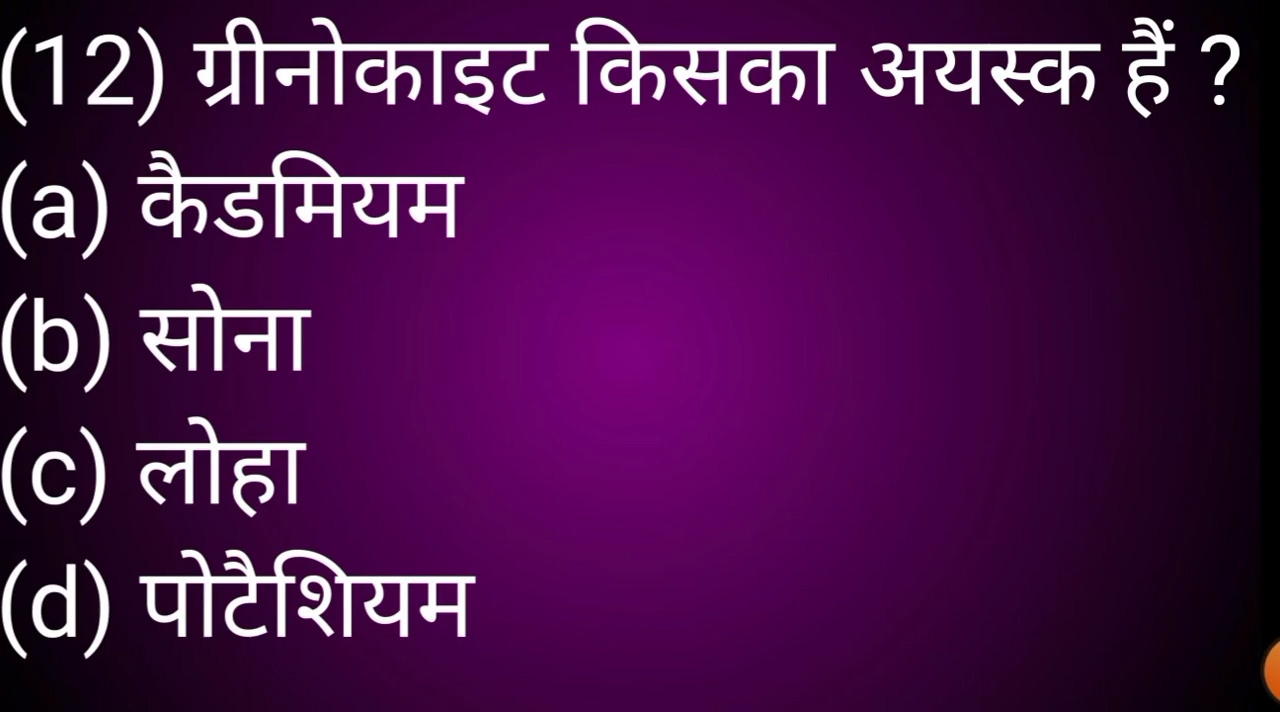 (12) ग्रीनोकाइट किसका अयस्क हैं ?
(a) कैडमियम
(b) सोना
(c) लोहा
(d) पोटैशियम